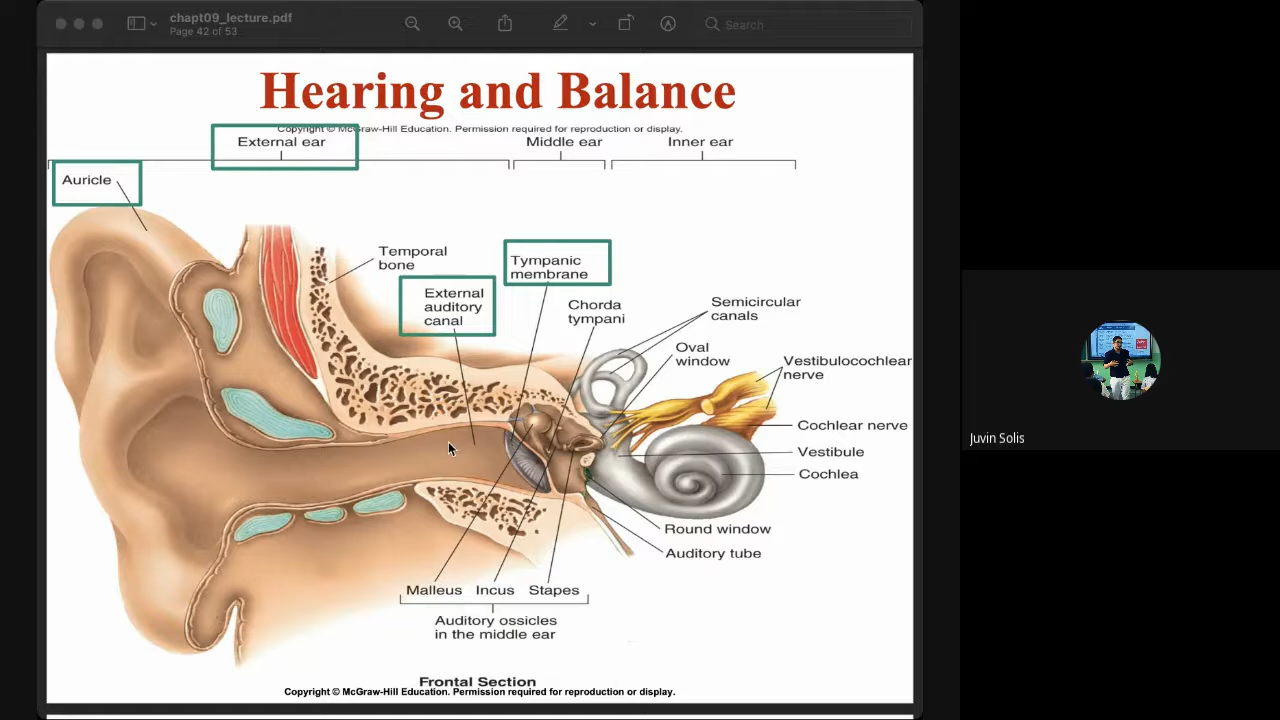 chapt09_lecture.pdf
Page 42 of 53
Search
Hearing and Balance
Copyright © McGraw-Hill Education. Permission required for reproduction or display.
External ear
Middle ear
Inner ear
Auricle
Temporal
bone
Tympanic
membrane
External
auditory
canal
Chorda
tympani
Semicircular
canals
Oval
window
Vestibulocochlear
nerve
Cochlear nerve
Vestibule
Cochlea
Round window
Auditory tube
Malleus
Incus
Stapes
Auditory ossicles
in the middle ear
Frontal Section
Copyright © McGraw-Hill Education. Permission required for reproduction or display.
Juvin Solis